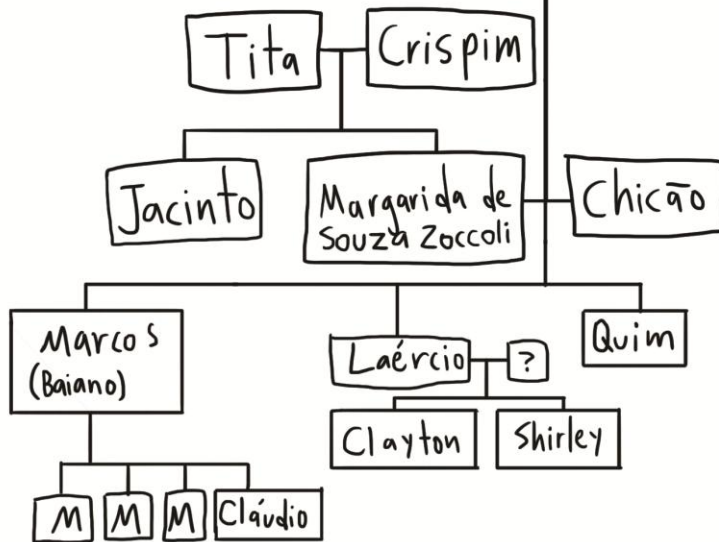 Tita
Crispim
Jacinto
Margarida de
Souza Zoccoli
Chicão
Marcos
(Baiano)
Laércio
?
Quim
Clayton
Shirley
M
M
M
Cláudio